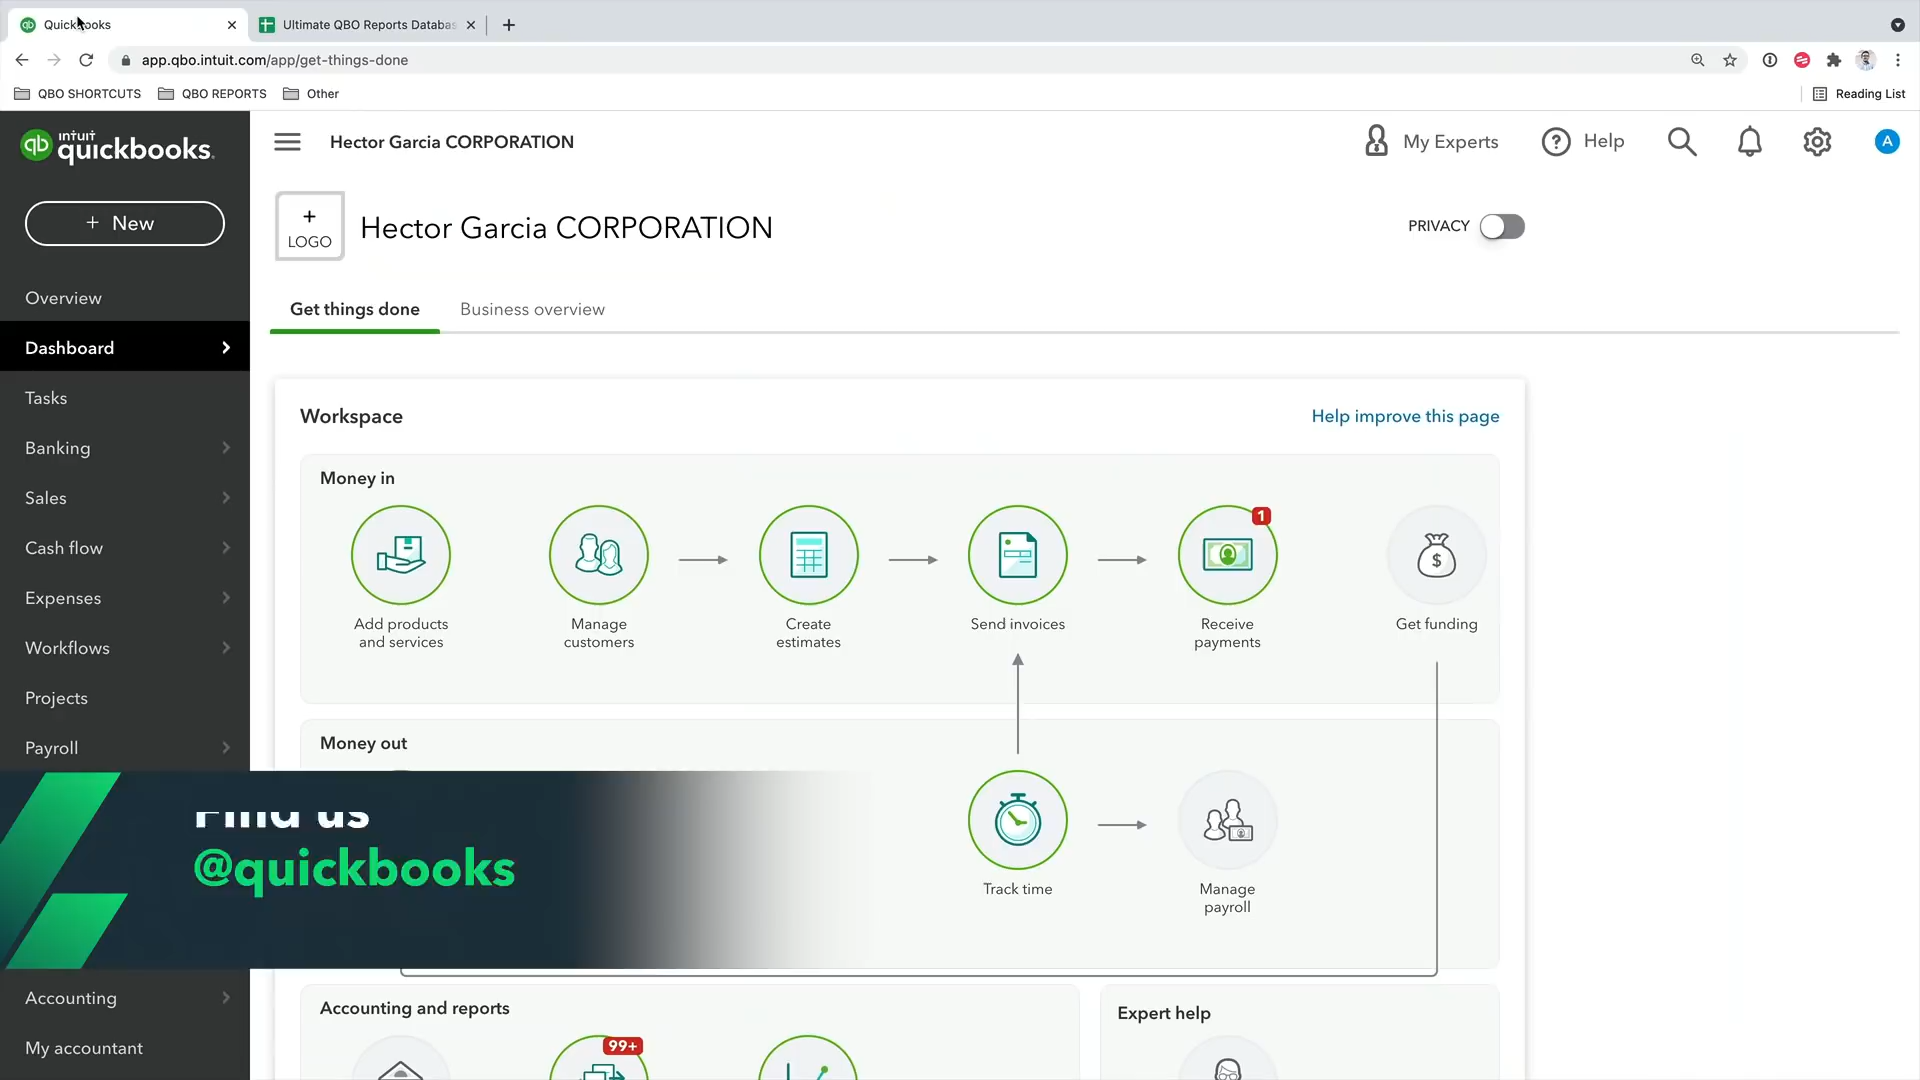 Quickbooks
Ultimate QBO Reports Databas
app.qbo.intuit.com/app/get-things-done
QBO SHORTCUTS
QBO REPORTS
Other
Reading List
intuit
quickbooks.
Hector Garcia CORPORATION
My Experts
Help
A
+ New
+
LOGO
Hector Garcia CORPORATION
PRIVACY
Get things done
Business overview
Overview
Dashboard
Tasks
Banking
Sales
Cash flow
Expenses
Workflows
Projects
Payroll
Accounting
My accountant
Workspace
Help improve this page
Money in
1
Add products
and services
Manage
customers
Create
estimates
Send invoices
Receive
payments
Get funding
Money out
Track time
Manage
payroll
Find us
@quickbooks
Accounting and reports
99+
Expert help